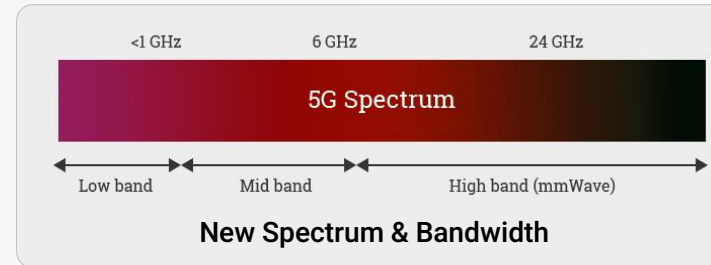 <1 GHz 6 GHz 24 GHz
5G Spectrum
Low band Mid band High band (mmWave)
New Spectrum & Bandwidth